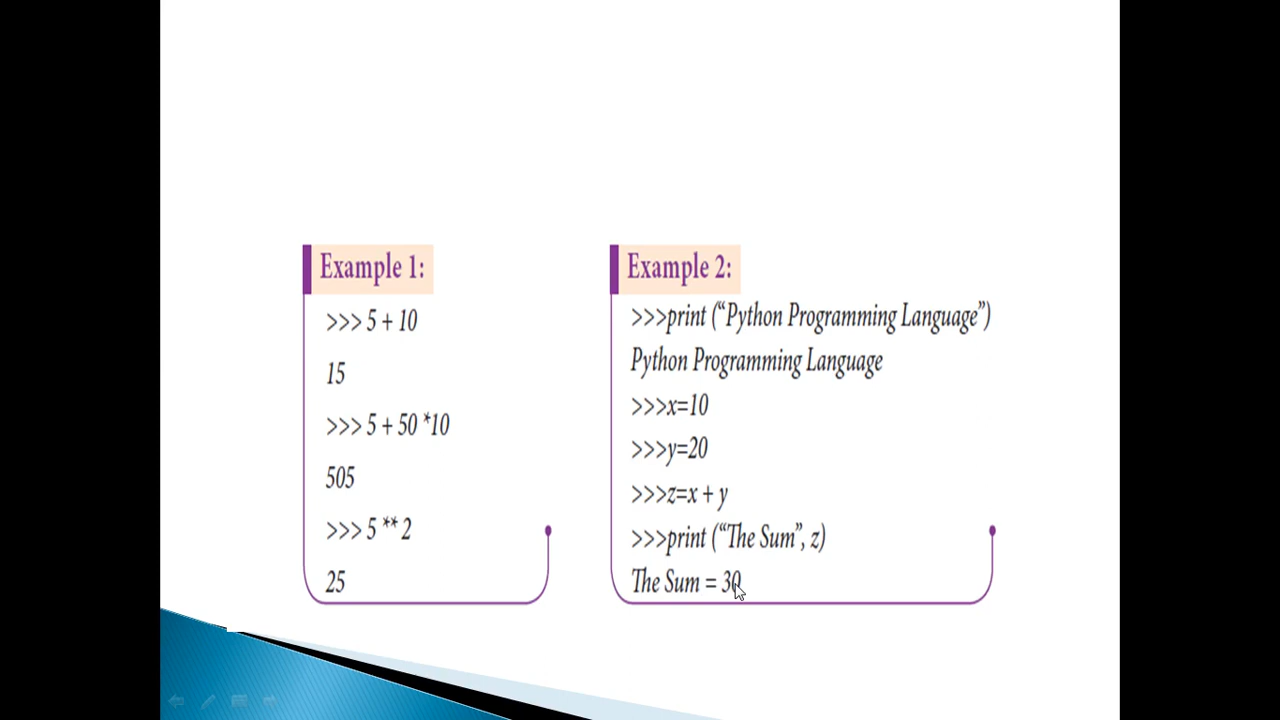 Example 1:
>>> 5 + 10
15
>>> 5 + 50 *10
505
>>> 5 ** 2
25
Example 2:
>>>print (“Python Programming Language”)
Python Programming Language
>>>x=10
>>>y=20
>>>z=x + y
>>>print (“The Sum”, z)
The Sum = 30